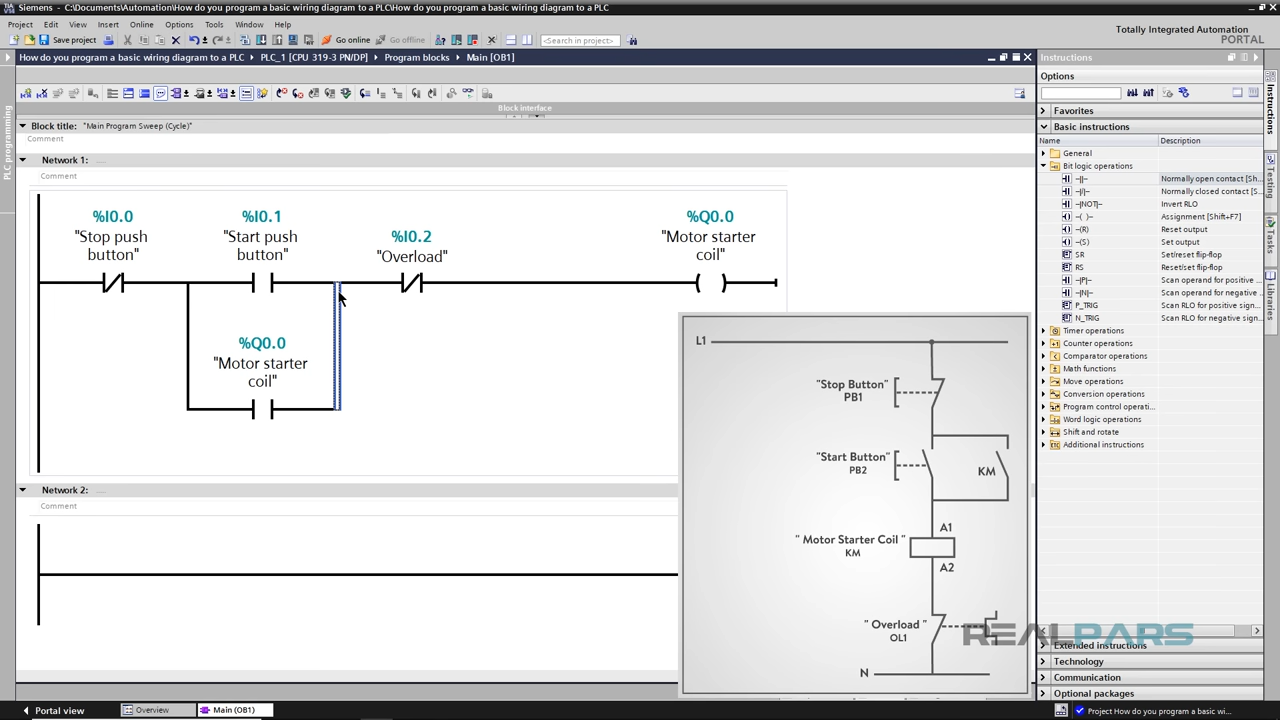 Siemens - C:\Documents\Automation\How do you program a basic wiring diagram to a PLC\How do you program a basic wiring diagram to a PLC
Project Edit View Insert Online Options Tools Window Help
Totally Integrated Automation
PORTAL
Save project Go online Go offline <Search in project>
How do you program a basic wiring diagram to a PLC PLC_1 [CPU 319-3 PN/DP] Program blocks Main [OB1]
Instructions
Options
PLC programming
Block interface
Favorites
Block title: "Main Program Sweep (Cycle)"
Comment
Basic instructions
Name Description
General
Bit logic operations
-||- Normally open contact [Sh..
-|/|- Normally closed contact [S
-|NOT|- Invert RLO
-( )- Assignment [Shift+F7]
-(R) Reset output
-(S) Set output
SR Set/reset flip-flop
RS Reset/set flip-flop
-|P|- Scan operand for positive
-|N|- Scan operand for negative
P_TRIG Scan RLO for positive sign...
N_TRIG Scan RLO for negative sign...
Timer operations
Counter operations
Comparator operations
Math functions
Move operations
Conversion operations
Program control operati...
Word logic operations
Shift and rotate
Additional instructions
Extended instructions
Technology
Communication
Optional packages
Instructions
Testing
Tasks
Libraries
Network 1:
Comment
%I0.0
"Stop push
button"
%I0.1
"Start push
button"
%I0.2
"Overload"
%Q0.0
"Motor starter
coil"
%Q0.0
"Motor starter
coil"
Network 2:
Comment
L1
"Stop Button"
PB1
"Start Button"
PB2
KM
A1
" Motor Starter Coil "
KM
A2
" Overload "
OL1
N
REALPARS
Portal view Overview Main (OB1)
Project How do you program a basic wi...